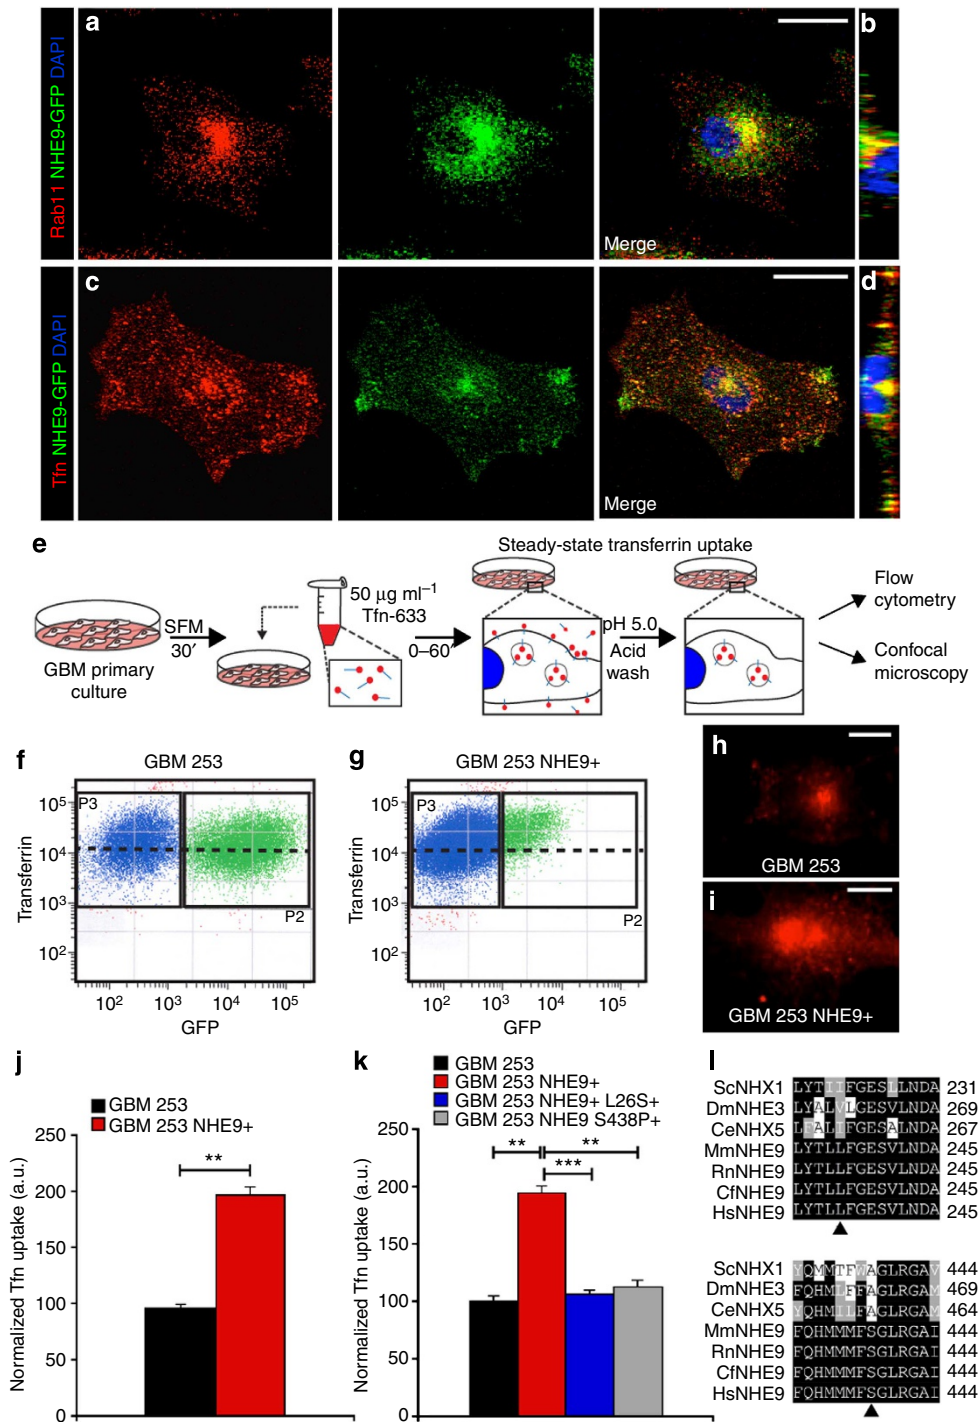 a
b
Rab11 NHE9-GFP DAPI
Merge
c
d
Tfn NHE9-GFP DAPI
Merge
e
Steady-state transferrin uptake
GBM primary
culture
SFM
30′
50 μg ml⁻¹
Tfn-633
0–60′
pH 5.0
Acid
wash
Flow
cytometry
Confocal
microscopy
f
GBM 253
P3
P2
Transferrin
10⁵
10⁴
10³
10²
10² 10³ 10⁴ 10⁵
GFP
g
GBM 253 NHE9+
P3
P2
Transferrin
10⁵
10⁴
10³
10²
10² 10³ 10⁴ 10⁵
GFP
h
GBM 253
i
GBM 253 NHE9+
j
GBM 253
GBM 253 NHE9+
Normalized Tfn uptake (a.u.)
250
200
150
100
50
0
**
k
GBM 253
GBM 253 NHE9+
GBM 253 NHE9+ L26S+
GBM 253 NHE9 S438P+
Normalized Tfn uptake (a.u.)
250
200
150
100
50
0
** **
***
l
ScNHX1 LYTIIFGESLLNDA 231
DmNHE3 LYALVLGESVLNDA 269
CeNHX5 LEALIFGESALNDA 267
MmNHE9 LYTLLFGESVLNDA 245
RnNHE9 LYTLLFGESVLNDA 245
CfNHE9 LYTLLFGESVLNDA 245
HsNHE9 LYTLLFGESVLNDA 245
ScNHX1 YQMMTFWAGLRGAV 444
DmNHE3 FQHMLFFAGLRGAM 469
CeNHX5 YQHMILFAGLRGAM 464
MmNHE9 FQHMMMFSGLRGAI 444
RnNHE9 FQHMMMFSGLRGAI 444
CfNHE9 FQHMMMFSGLRGAI 444
HsNHE9 FQHMMMFSGLRGAI 444